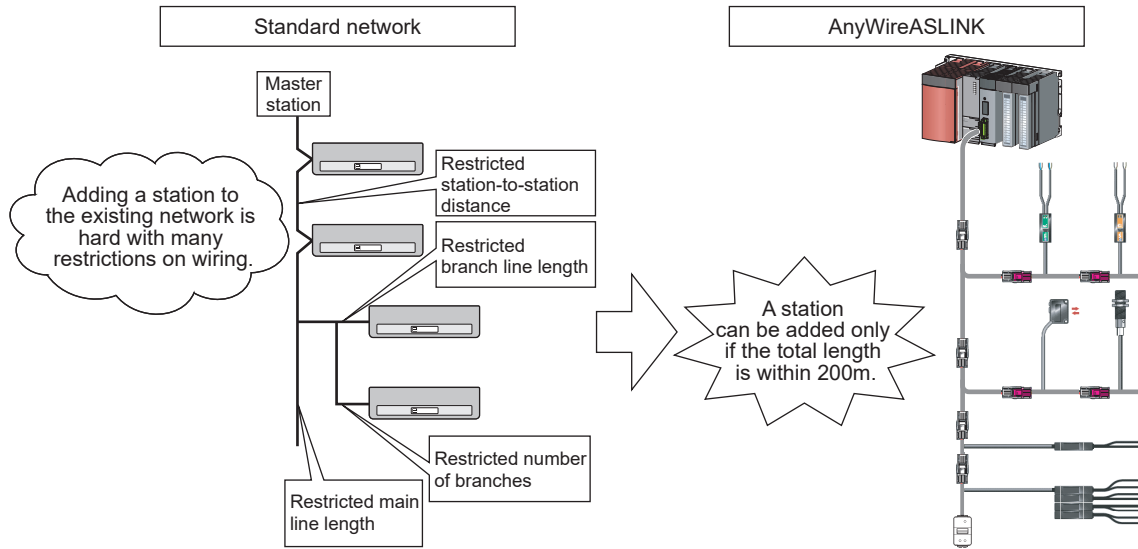 Standard network
AnyWireASLINK
Master
station
Adding a station to
the existing network is
hard with many
restrictions on wiring.
Restricted
station-to-station
distance
Restricted
branch line length
Restricted number
of branches
Restricted main
line length
A station
can be added only
if the total length
is within 200m.